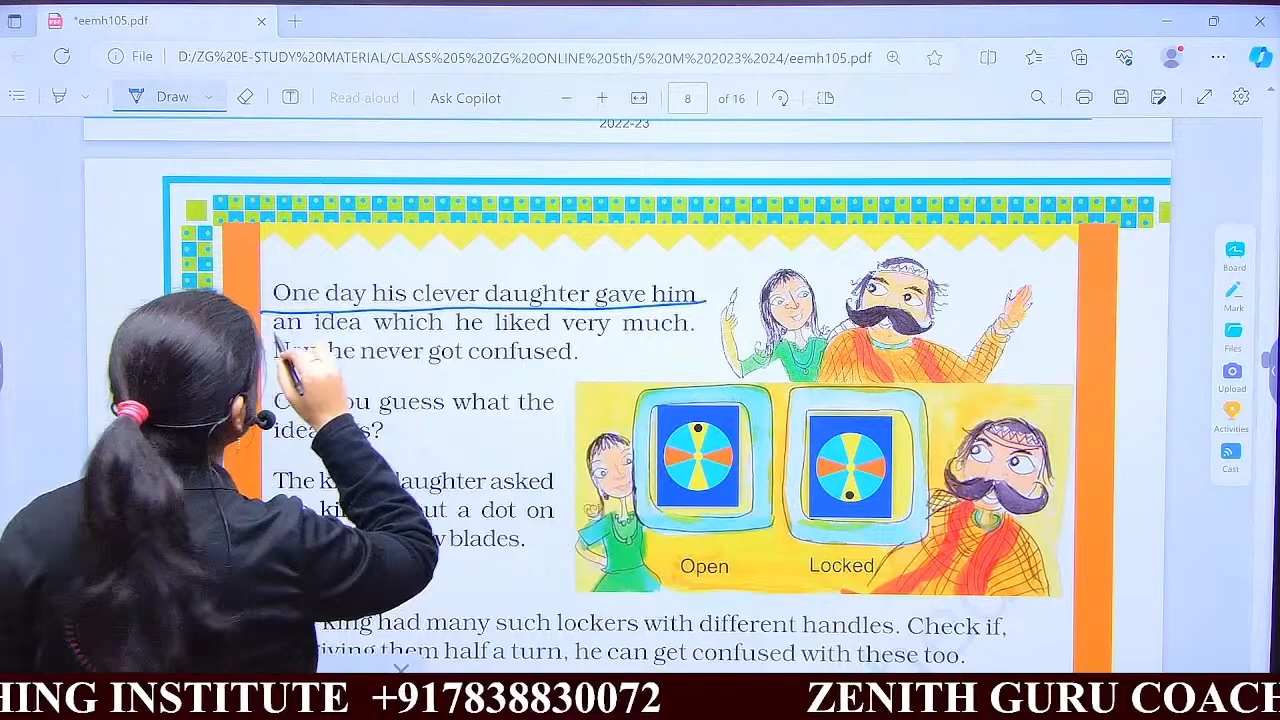 *eemh105.pdf
File D:/ZG%20E-STUDY%20MATERIAL/CLASS%205%20ZG%20ONLINE%205th/5%20M%202023%2024/eemh105.pdf
Draw Read aloud Ask Copilot 8 of 16
2022-23
One day his clever daughter gave him
an idea which he liked very much.
he never got confused.
guess what the
The daughter asked
a dot on
blades.
Open Locked
king had many such lockers with different handles. Check if,
them half a turn, he can get confused with these too.
Board
Mark
Files
Upload
Activities
Cast
HING INSTITUTE +917838830072 ZENITH GURU COACH